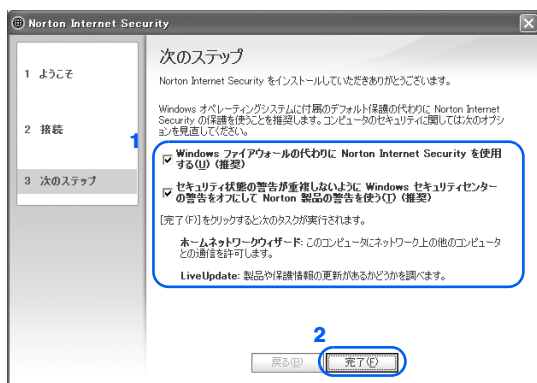 Norton Internet Security
1 ようこそ
2 接続
3 次のステップ
次のステップ
Norton Internet Security をインストールしていただきありがとうございます。
Windows オペレーティングシステムに付属のデフォルト保護の代わりに Norton Internet
Security の保護を使うことを推奨します。コンピュータのセキュリティに関しては次のオプシ
ョンを見直してください。
1
Windows ファイアウォールの代わりに Norton Internet Security を使用
する(U) (推奨)
セキュリティ状態の警告が重複しないように Windows セキュリティセンター
の警告をオフにして Norton 製品の警告を使う(T) (推奨)
[完了(F)]をクリックすると次のタスクが実行されます。
ホームネットワークウィザード: このコンピュータにネットワーク上の他のコンピュータ
との通信を許可します。
LiveUpdate: 製品や保護情報の更新があるかどうかを調べます。
2
戻る(B) 完了(F)